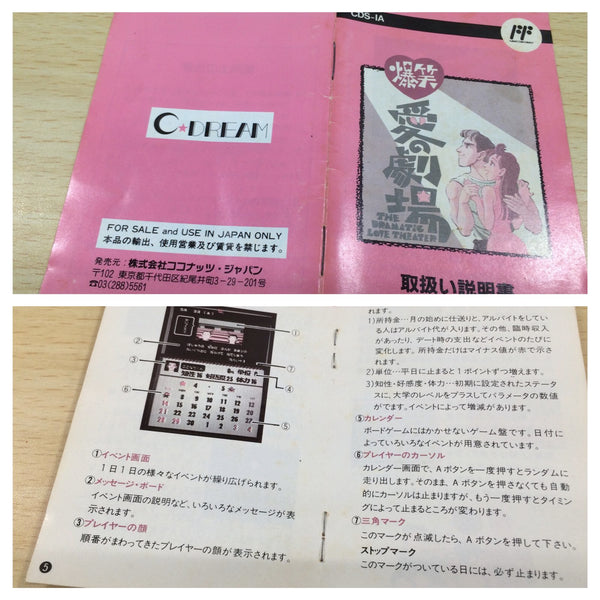 CDS-IA
FF
爆笑
愛の劇場
THE DRAMATIC
LOVE THEATER
取扱い説明書
C★DREAM
FOR SALE and USE IN JAPAN ONLY
本品の輸出、使用営業及び賃貸を禁じます。
発売元：株式会社ココナッツ・ジャパン
〒102 東京都千代田区紀尾井町3-29-201号
☎03(288)5561
①
②
③
④
⑤
⑥
⑦
①イベント画面
1日1日の様々なイベントが繰り広げられます。
②メッセージ・ボード
イベント画面の説明など、いろいろなメッセージが表
示されます。
③プレイヤーの顔
順番がまわってきたプレイヤーの顔が表示されます。
5
れます。
1)所持金…月の始めに仕送りと、アルバイトをしてい
る人はアルバイト代が入ります。その他、臨時収入
があったり、デート時の支出などイベントのたびに
変化します。所持金だけはマイナス値が赤で示さ
れます。
2)単位…平日に止まると1ポイントずつ増えます。
3)知性・好感度・体力…初期に設定されたステータ
スに、大学のレベルをプラスしてパラメータの数値
がでます。イベントによって増減があります。
⑤カレンダー
ボードゲームにはかかせないゲーム盤です。日付に
よっていろいろなイベントが用意されています。
⑥プレイヤーのカーソル
カレンダー画面で、Aボタンを一度押すとランダムに
走り出します。そのまま、Aボタンを押さなくても自動
的にカーソルは止まりますが、もう一度押すとタイミン
グによって止まるところが変わります。
⑦三角マーク
このマークが点滅したら、Aボタンを押して下さい。
ストップマーク
このマークがついている日には、必ず止まります。